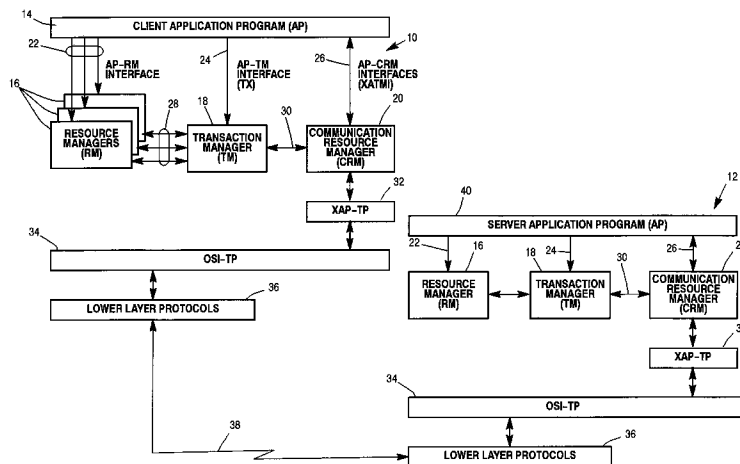 14
CLIENT APPLICATION PROGRAM (AP)
22
AP-RM
INTERFACE
24
AP-TM
INTERFACE
(TX)
26
AP-CRM
INTERFACES
(XATMI)
10
16
28
18
20
RESOURCE
MANAGERS
(RM)
TRANSACTION
MANAGER
(TM)
30
COMMUNICATION
RESOURCE
MANAGER
(CRM)
32
XAP-TP
12
40
SERVER APPLICATION PROGRAM (AP)
34
OSI-TP
22
16
24
18
30
26
RESOURCE
MANAGER
(RM)
TRANSACTION
MANAGER
(TM)
COMMUNICATION
RESOURCE
MANAGER
(CRM)
36
LOWER LAYER PROTOCOLS
XAP-TP
34
OSI-TP
38
36
LOWER LAYER PROTOCOLS